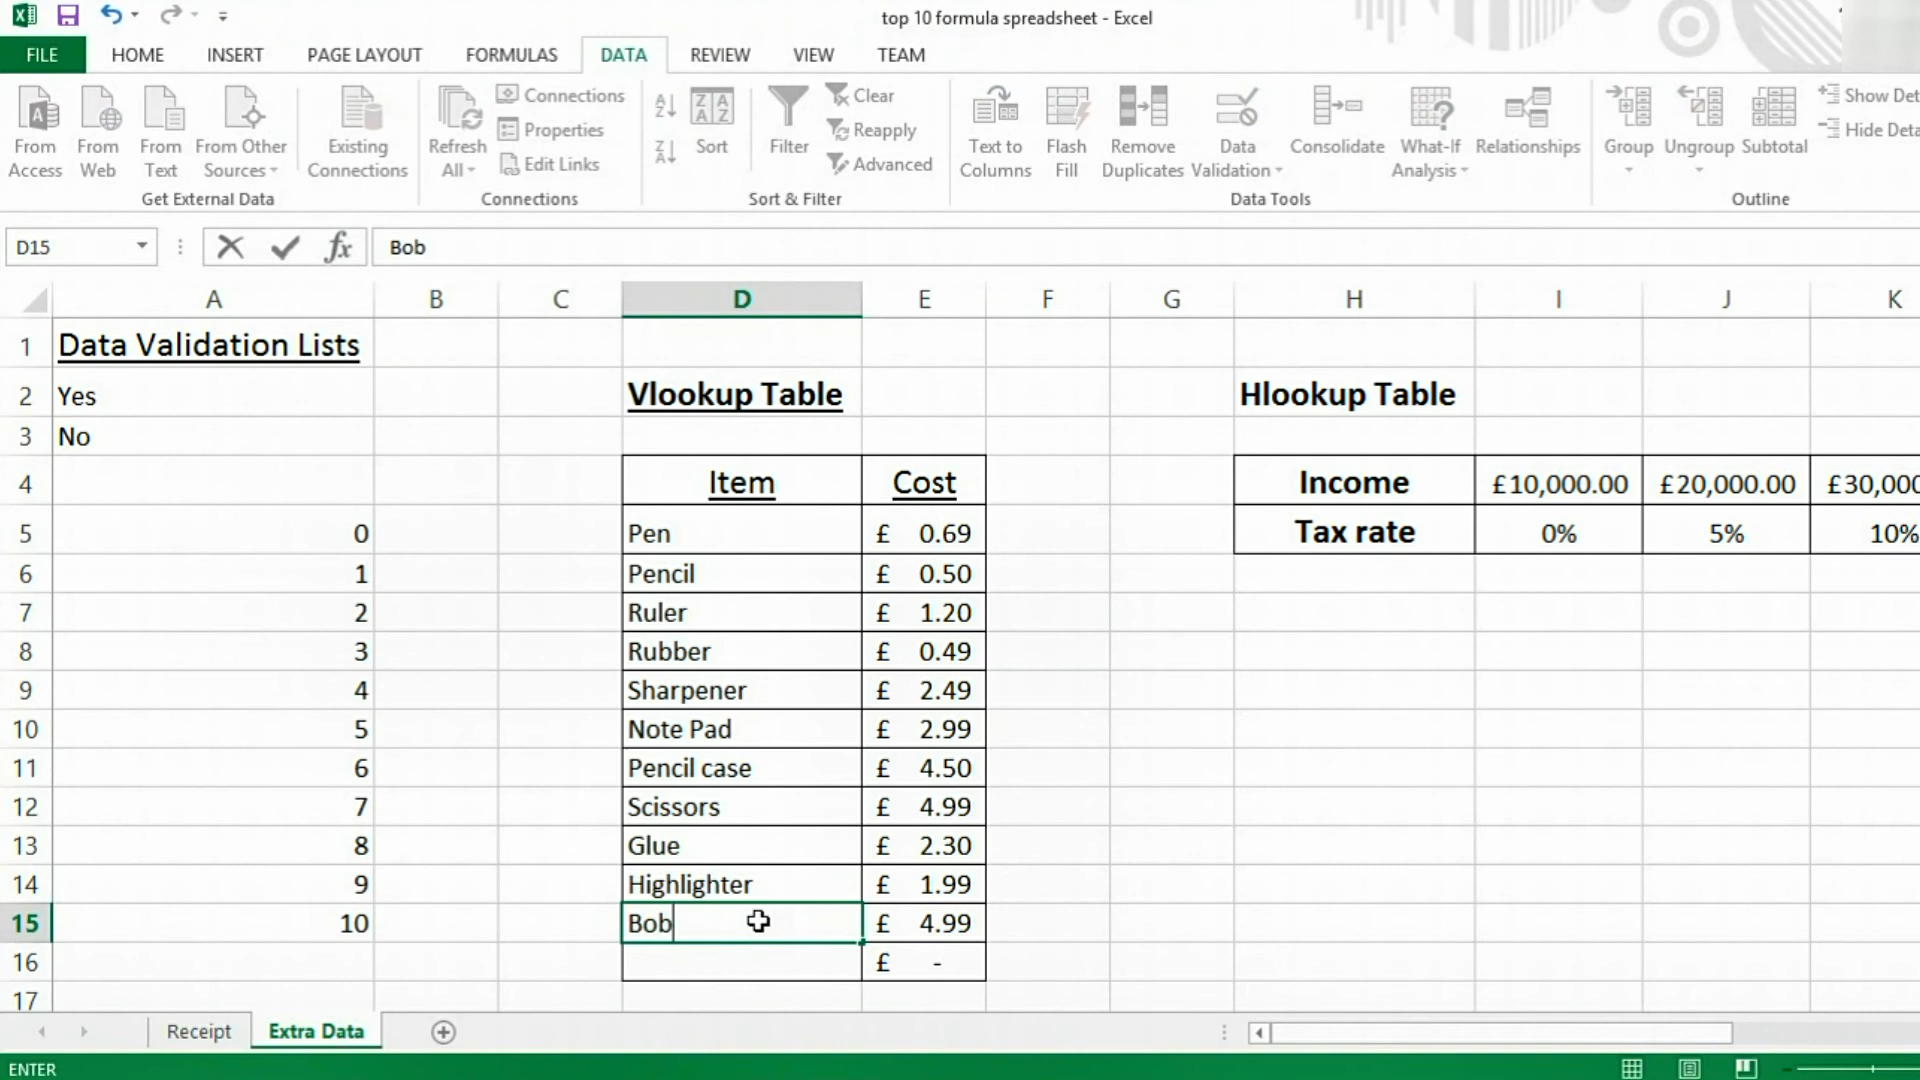 top 10 formula spreadsheet - Excel
FILE HOME INSERT PAGE LAYOUT FORMULAS DATA REVIEW VIEW TEAM
From Access From Web From Text From Other Sources Existing Connections Refresh All Connections Properties Edit Links Sort Filter Clear Reapply Advanced Text to Columns Flash Fill Remove Duplicates Data Validation Consolidate What-If Analysis Relationships Group Ungroup Subtotal Show Det Hide Deta
Get External Data Connections Sort & Filter Data Tools Outline
D15 fx Bob
A B C D E F G H I J K
1 Data Validation Lists
2 Yes Vlookup Table Hlookup Table
3 No
4 Item Cost Income £10,000.00 £20,000.00 £30,000
5 0 Pen £ 0.69 Tax rate 0% 5% 10%
6 1 Pencil £ 0.50
7 2 Ruler £ 1.20
8 3 Rubber £ 0.49
9 4 Sharpener £ 2.49
10 5 Note Pad £ 2.99
11 6 Pencil case £ 4.50
12 7 Scissors £ 4.99
13 8 Glue £ 2.30
14 9 Highlighter £ 1.99
15 10 Bob £ 4.99
16 £ -
17
Receipt Extra Data
ENTER